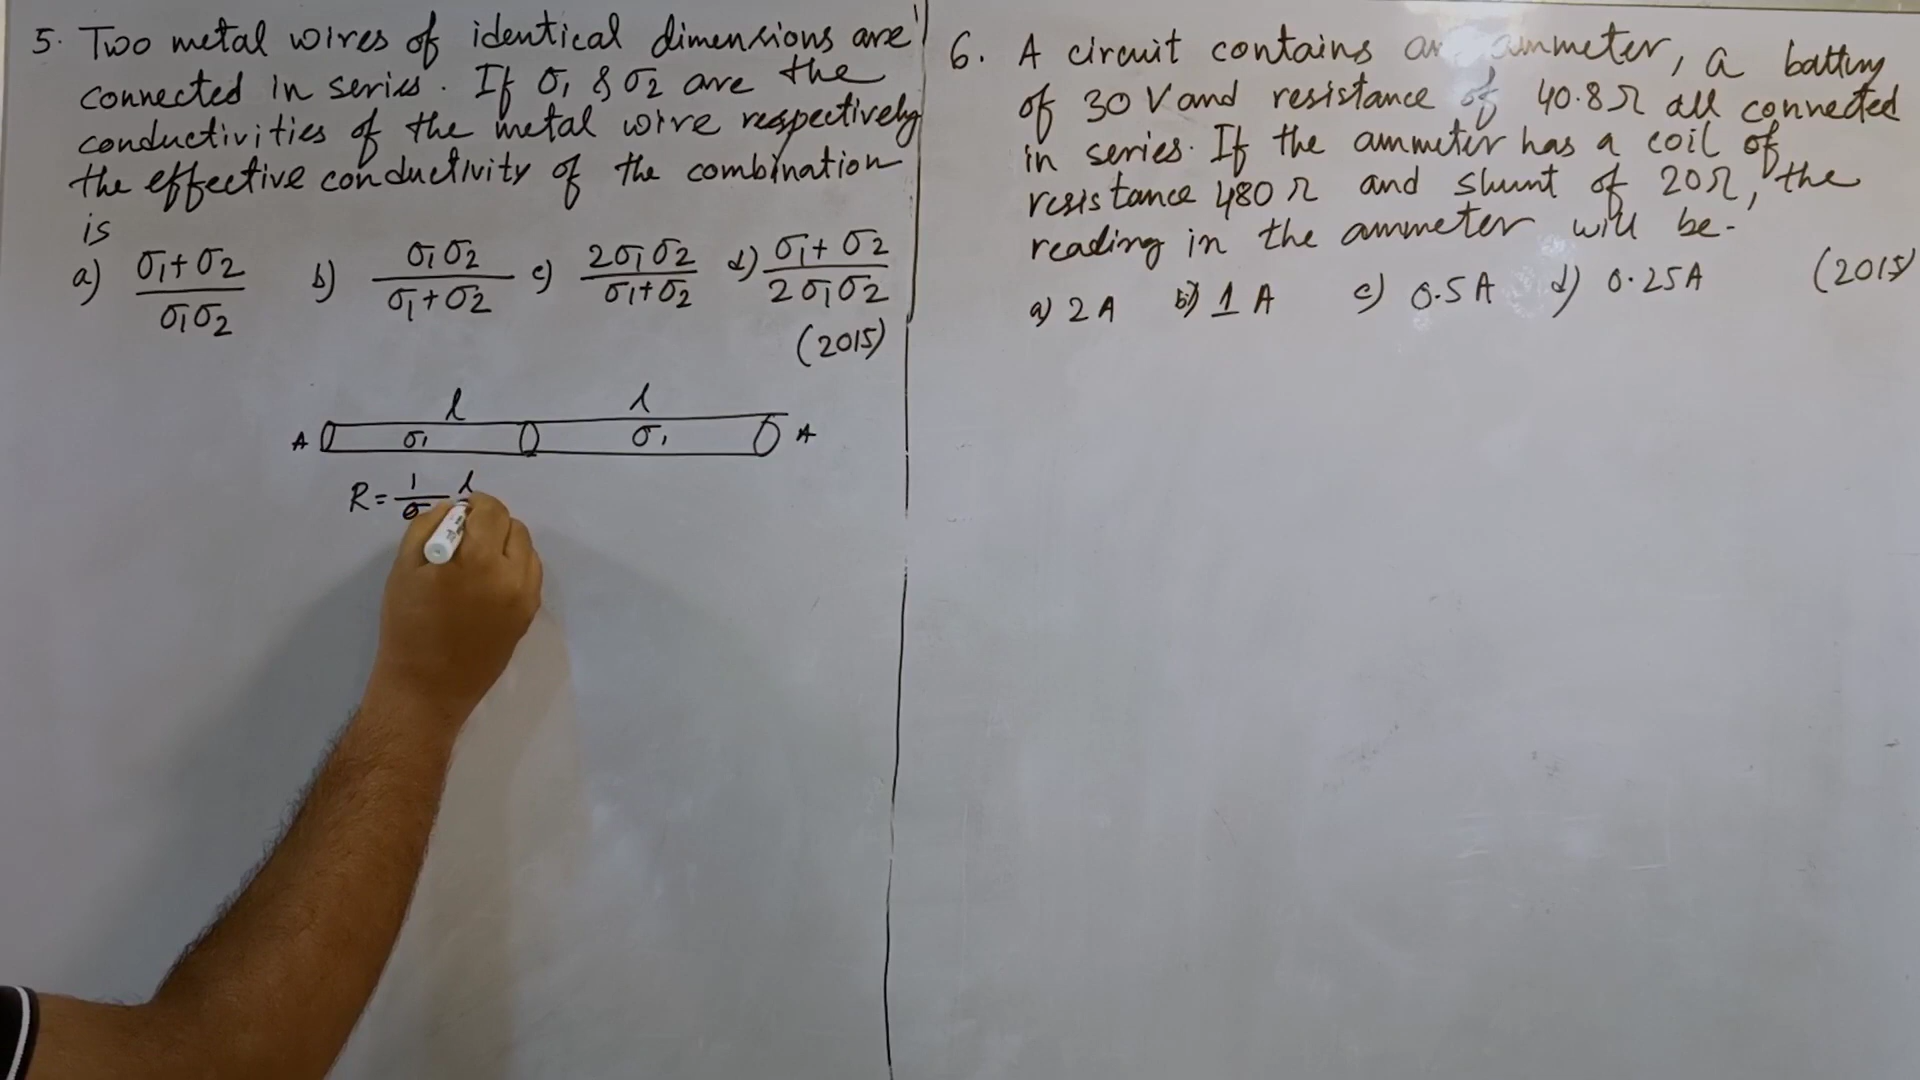 5. Two metal wires of identical dimensions are
connected in series. If σ₁ & σ₂ are the
conductivities of the metal wire respectively
the effective conductivity of the combination
is
a) (σ₁+σ₂)/(σ₁σ₂) b) (σ₁σ₂)/(σ₁+σ₂) c) (2σ₁σ₂)/(σ₁+σ₂) d) (σ₁+σ₂)/(2σ₁σ₂)
(2015)
l l
A σ₁ σ₁ A
R = 1/σ l
6. A circuit contains an ammeter, a battery
of 30 V and resistance of 40.8 Ω all connected
in series. If the ammeter has a coil of
resistance 480 Ω and shunt of 20 Ω, the
reading in the ammeter will be-
(2015)
a) 2 A b) 1 A c) 0.5 A d) 0.25 A